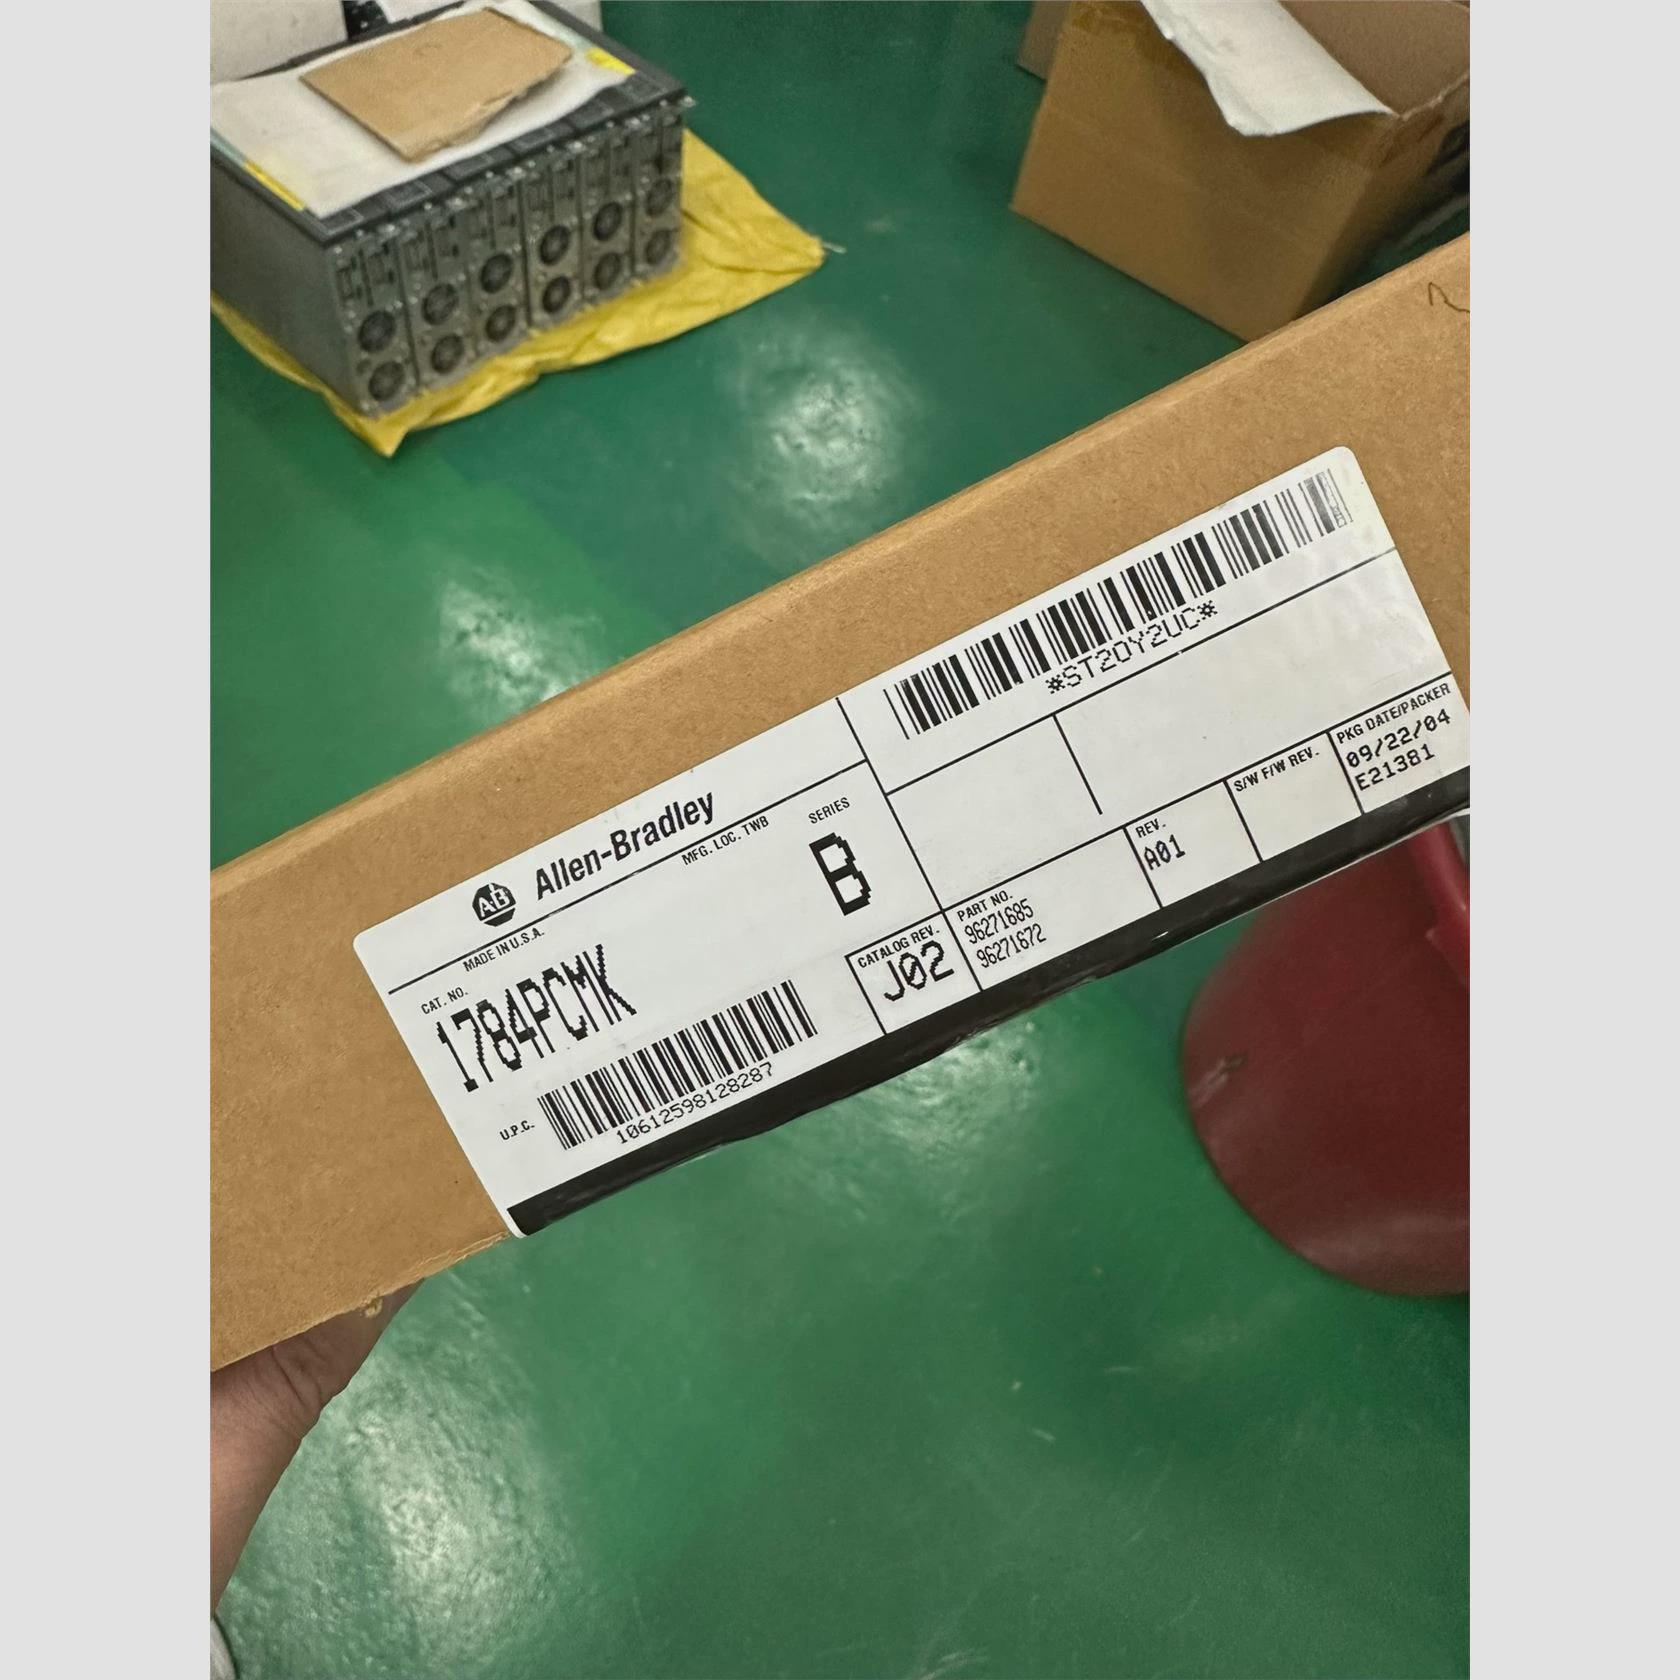 AB Allen-Bradley
MADE IN U.S.A.
MFG. LOC. TWB
CAT. NO.
1784PCMK
SERIES
B
U.P.C.
10612598128287
CATALOG REV.
J02
*ST2DY2UC*
PART NO.
96271685
96271672
REV.
A01
S/W F/W REV.
PKG DATE/PACKER
09/22/04
E21381